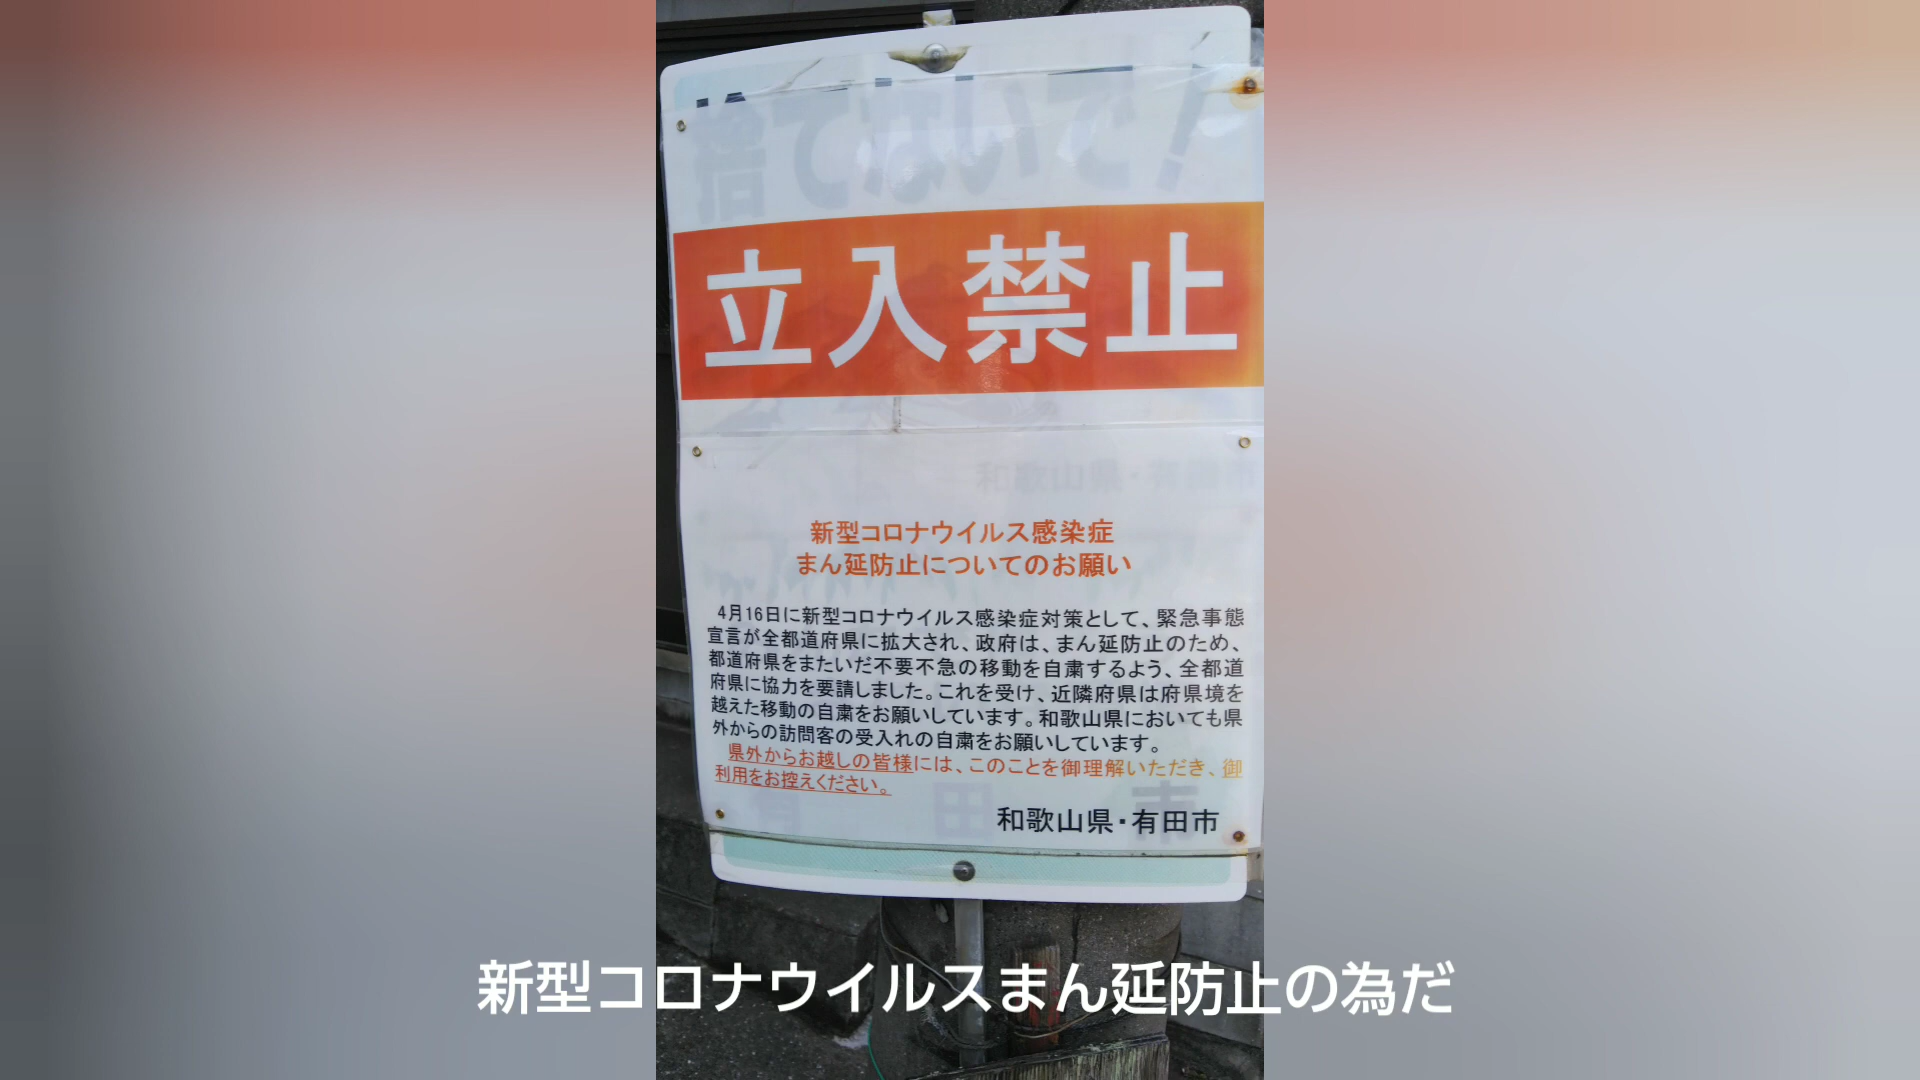 捨てないで!
立入禁止
和歌山県・有田市
新型コロナウイルス感染症
まん延防止についてのお願い
4月16日に新型コロナウイルス感染症対策として、緊急事態
宣言が全都道府県に拡大され、政府は、まん延防止のため、
都道府県をまたいだ不要不急の移動を自粛するよう、全都道
府県に協力を要請しました。これを受け、近隣府県は府県境を
越えた移動の自粛をお願いしています。和歌山県においても県
外からの訪問客の受入れの自粛をお願いしています。
県外からお越しの皆様には、このことを御理解いただき、御
利用をお控えください。
和歌山県・有田市
新型コロナウイルスまん延防止の為だ